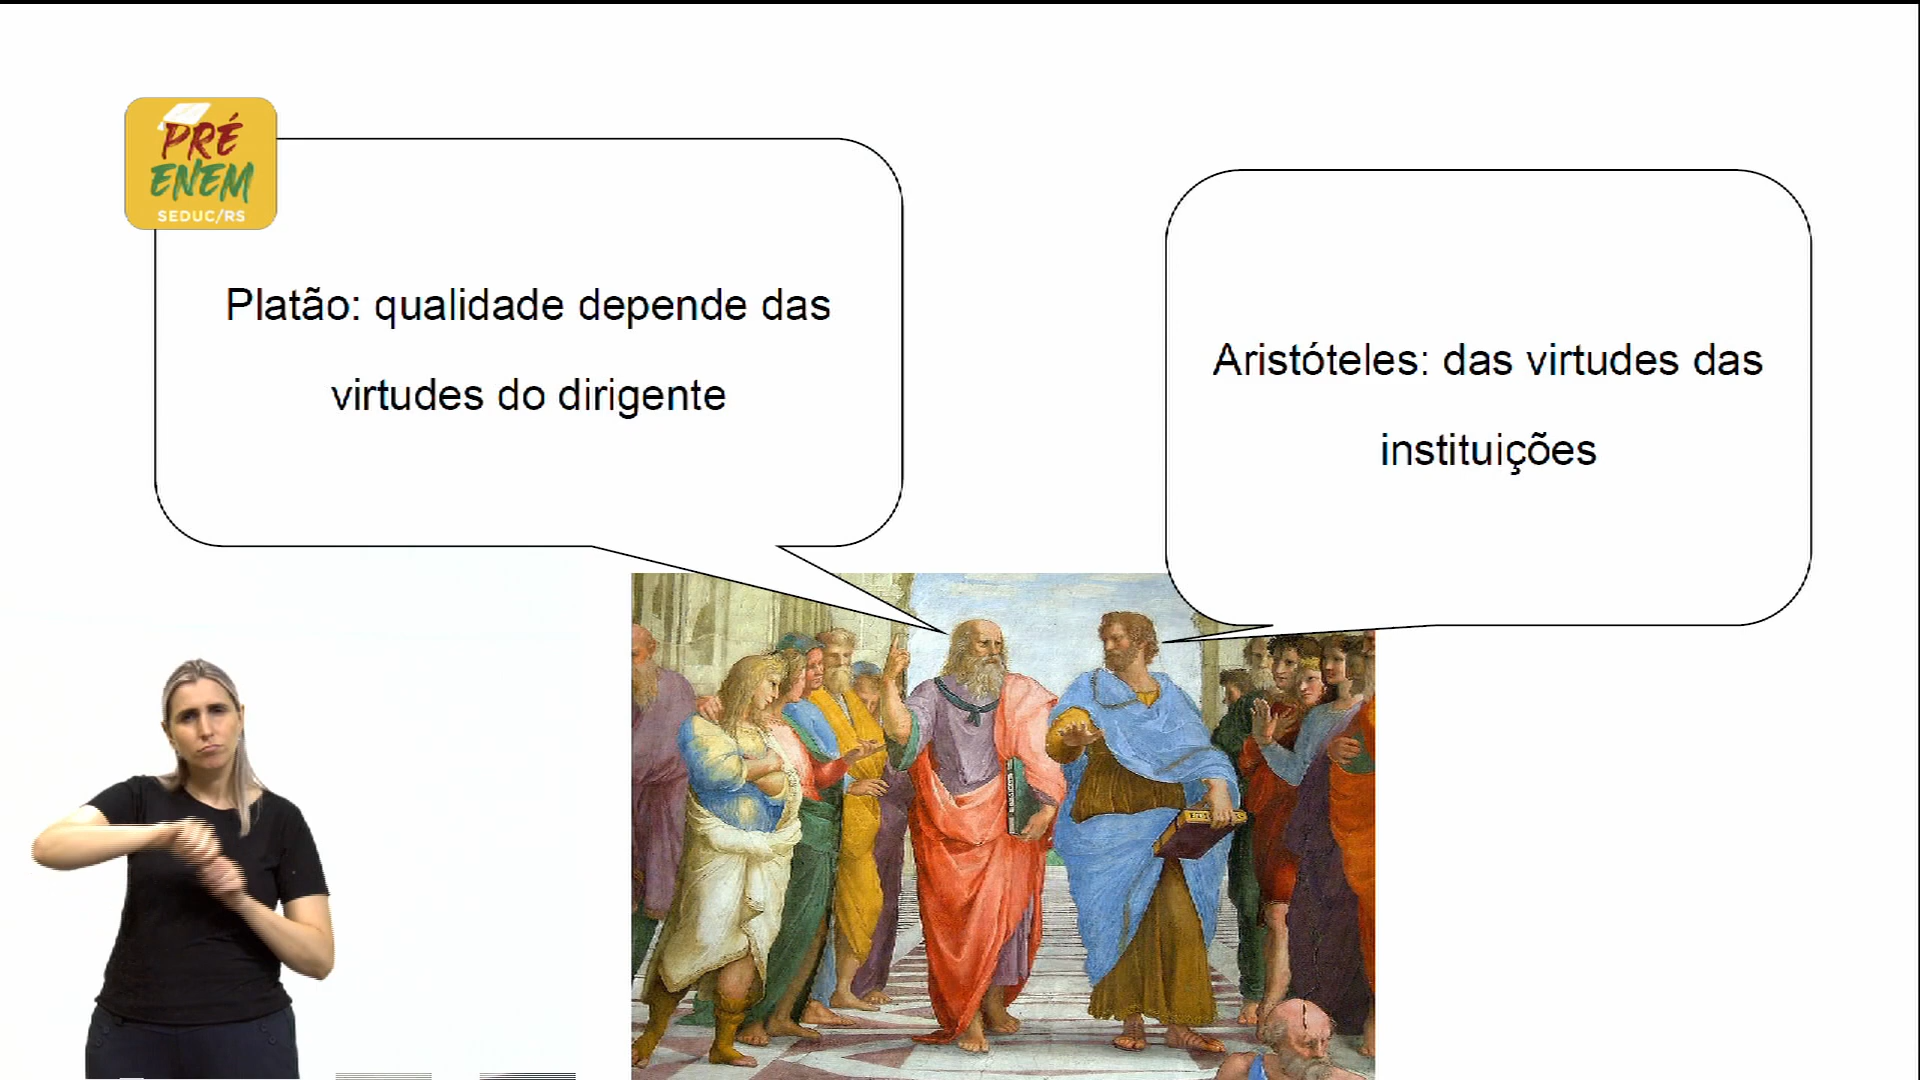 PRÉ
ENEM
SEDUC/RS
Platão: qualidade depende das
virtudes do dirigente
Aristóteles: das virtudes das
instituições